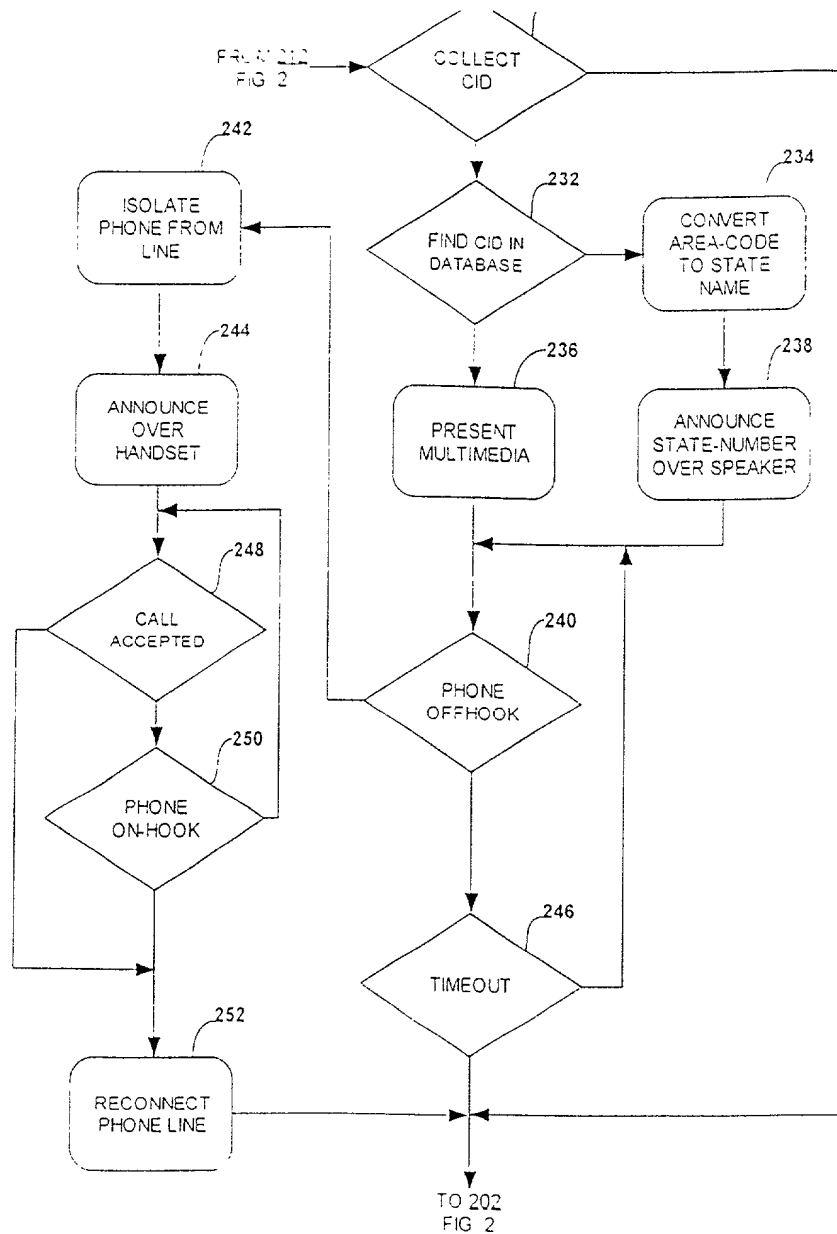 FROM 212
FIG 2
COLLECT
CID
242
ISOLATE
PHONE FROM
LINE
232
FIND CID IN
DATABASE
234
CONVERT
AREA-CODE
TO STATE
NAME
244
ANNOUNCE
OVER
HANDSET
236
PRESENT
MULTIMEDIA
238
ANNOUNCE
STATE-NUMBER
OVER SPEAKER
248
CALL
ACCEPTED
240
PHONE
OFFHOOK
250
PHONE
ON-HOOK
246
TIMEOUT
252
RECONNECT
PHONE LINE
TO 202
FIG 2